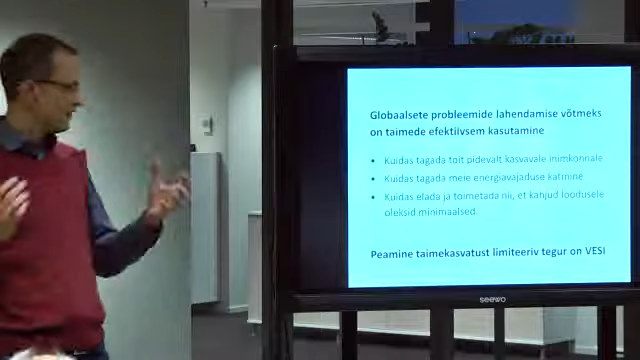 Globaalsete probleemide lahendamise võtmeks
on taimede efektiivsem kasutamine
• Kuidas tagada toit pidevalt kasvavale inimkonnale
• Kuidas tagada meie energiavajaduse katmine
• Kuidas elada ja toimetada nii, et kahjud loodusele
oleksid minimaalsed.
Peamine taimekasvatust limiteeriv tegur on VESI
seewo